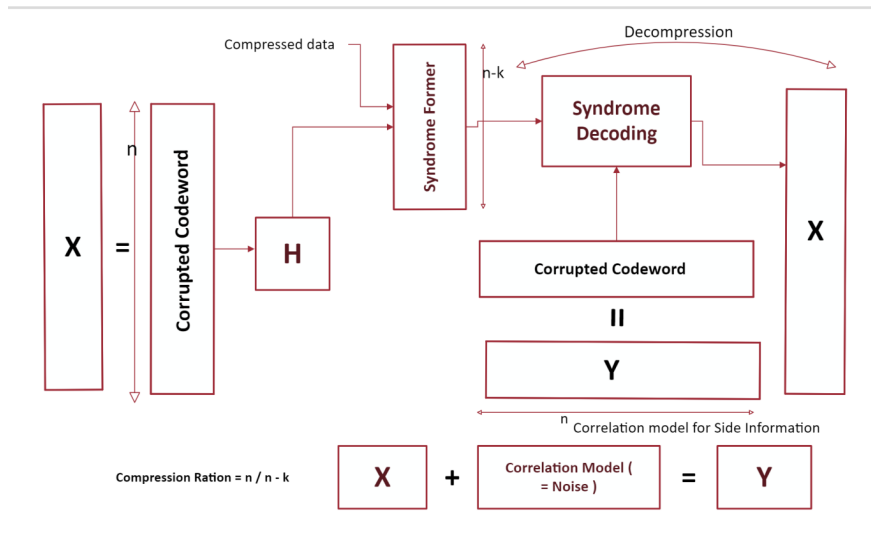 Decompression
Compressed data
Syndrome Former
n-k
Syndrome
Decoding
X
=
n
Corrupted Codeword
H
X
Corrupted Codeword
=
Y
n
Correlation model for Side Information
Compression Ration = n / n - k
X
+
Correlation Model (
= Noise )
=
Y